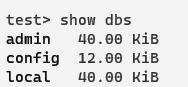 test> show dbs
admin   40.00 KiB
config  12.00 KiB
local   40.00 KiB